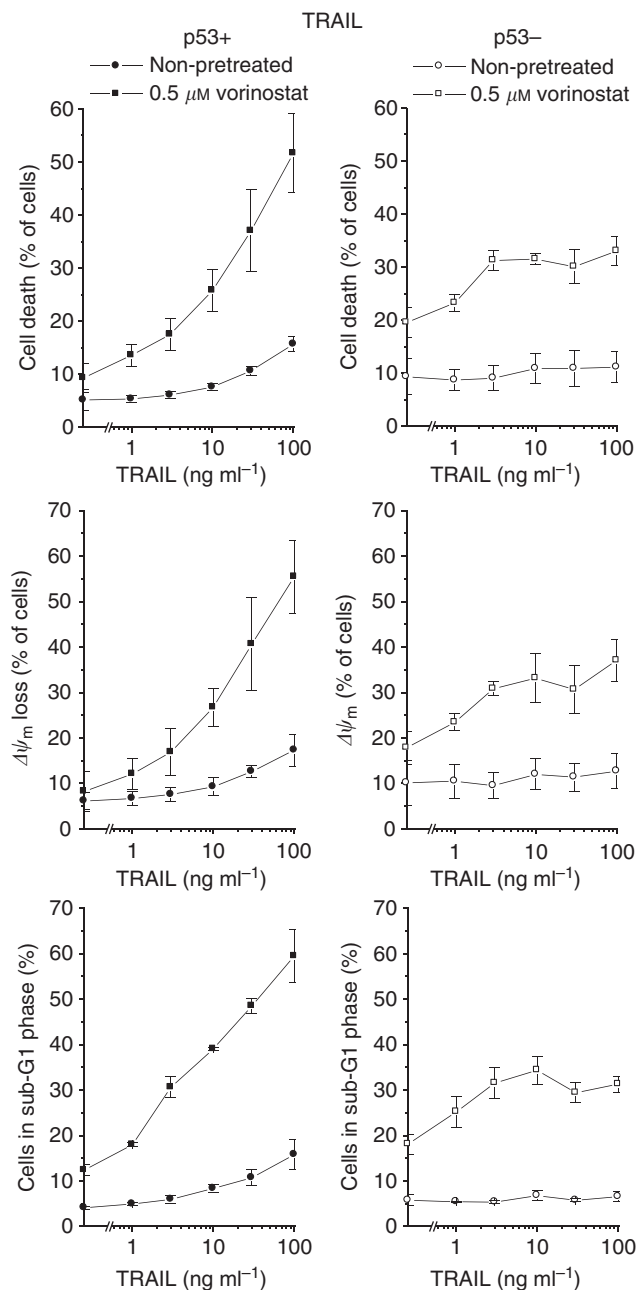 TRAIL
p53+
Non-pretreated
0.5 μM vorinostat
p53–
Non-pretreated
0.5 μM vorinostat
Cell death (% of cells)
60
50
40
30
20
10
0
1 10 100
TRAIL (ng ml⁻¹)
Cell death (% of cells)
60
50
40
30
20
10
0
1 10 100
TRAIL (ng ml⁻¹)
Δψm loss (% of cells)
70
60
50
40
30
20
10
0
1 10 100
TRAIL (ng ml⁻¹)
Δψm (% of cells)
70
60
50
40
30
20
10
0
1 10 100
TRAIL (ng ml⁻¹)
Cells in sub-G1 phase (%)
70
60
50
40
30
20
10
0
1 10 100
TRAIL (ng ml⁻¹)
Cells in sub-G1 phase (%)
70
60
50
40
30
20
10
0
1 10 100
TRAIL (ng ml⁻¹)